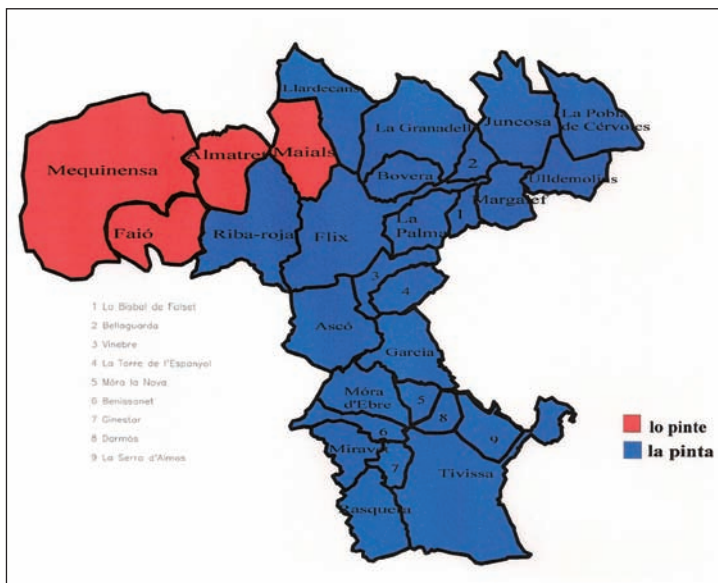 Llardecans
La Granadell
Juncosa
La Pobla
de Cérvoles
Almatret
Maials
Mequinensa
Bovera
2
Ulldemolins
Margalef
La
Palma
1
Faió
Riba-roja
Flix
3
4
1 La Bisbal de Falset
2 Bellaguarda
3 Vinebre
4 La Torre de l'Espanyol
5 Móra la Nova
6 Benissanet
7 Ginestar
8 Darmós
9 La Serra d'Almos
Ascó
Garcia
Móra
d'Ebre
5
8
6
9
Miravet
7
Tivissa
Rasquera
lo pinte
la pinta